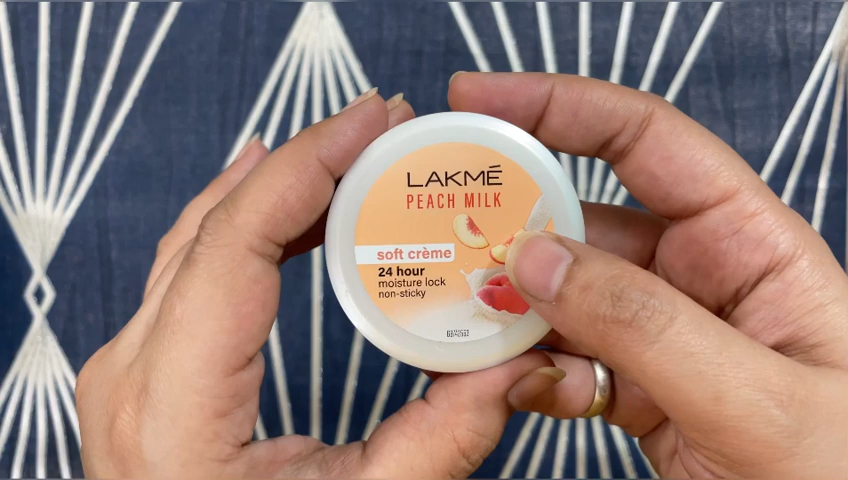 LAKMÉ
PEACH MILK
soft crème
24 hour
moisture lock
non-sticky